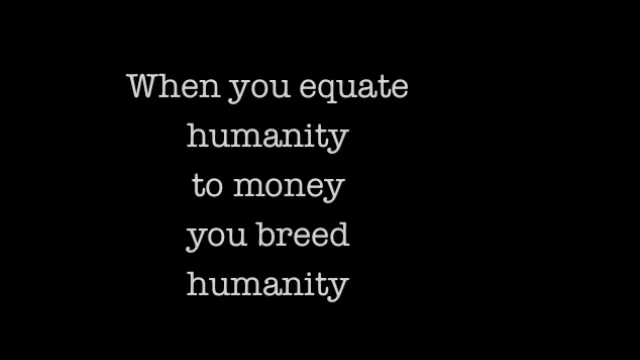 When you equate
humanity
to money
you breed
humanity